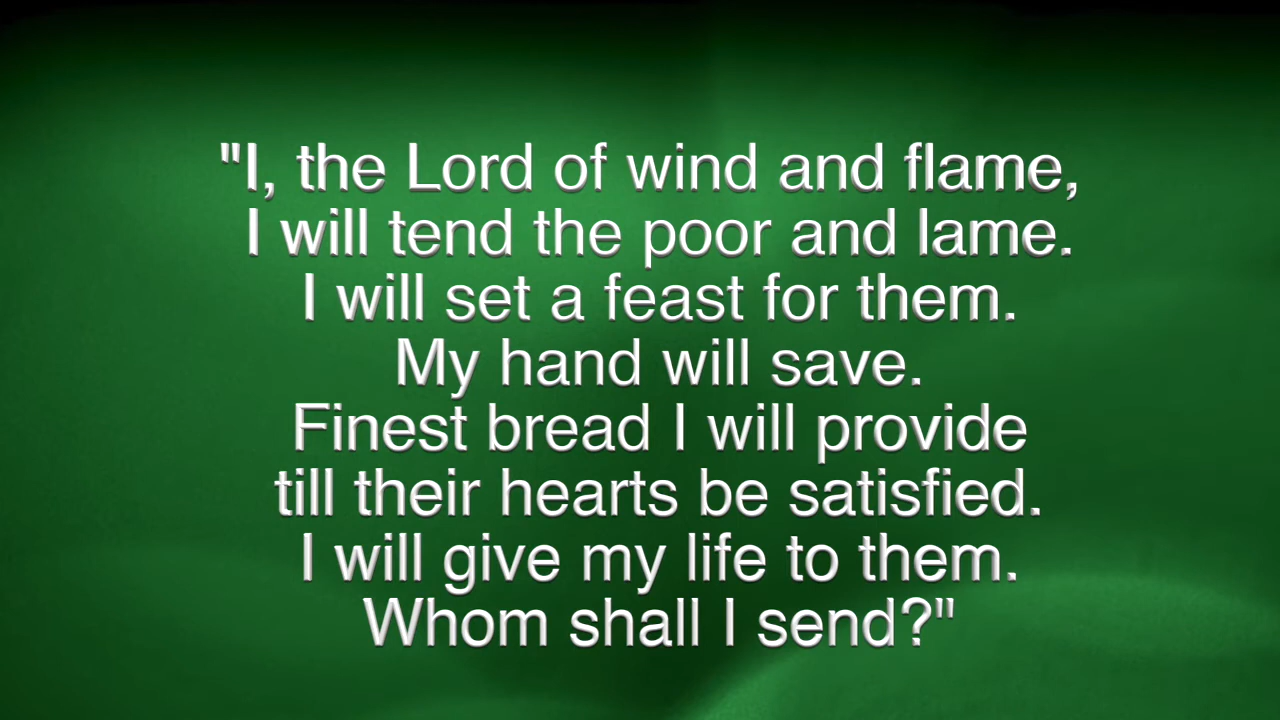 "I, the Lord of wind and flame,
I will tend the poor and lame.
I will set a feast for them.
My hand will save.
Finest bread I will provide
till their hearts be satisfied.
I will give my life to them.
Whom shall I send?"